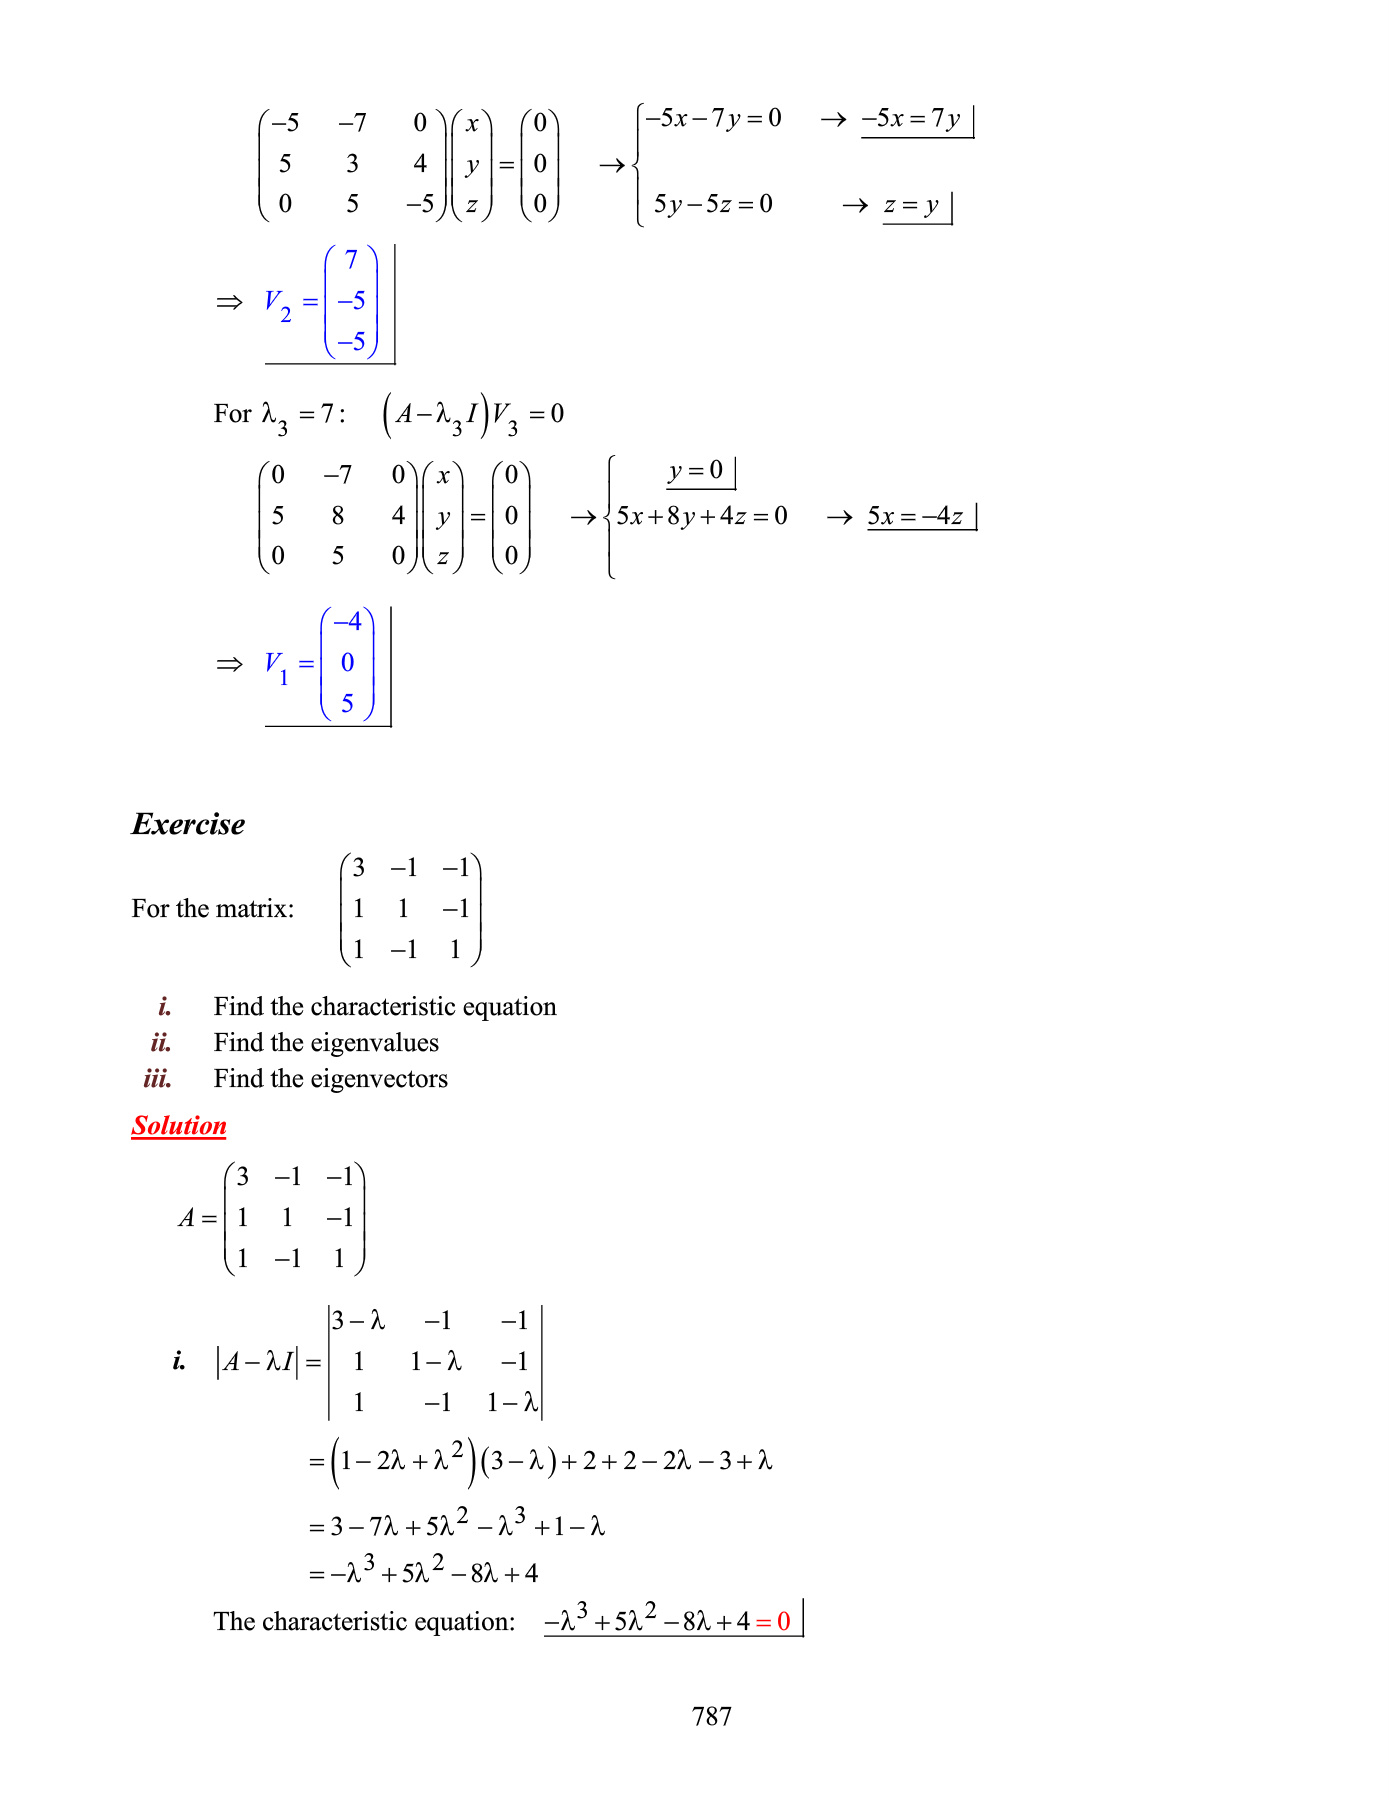 $$\begin{pmatrix} -5 & -7 & 0 \\ 5 & 3 & 4 \\ 0 & 5 & -5 \end{pmatrix} \begin{pmatrix} x \\ y \\ z \end{pmatrix} = \begin{pmatrix} 0 \\ 0 \\ 0 \end{pmatrix} \quad \rightarrow \begin{cases} -5x-7y=0 & \rightarrow \underline{-5x=7y|} \\ 5y-5z=0 & \rightarrow \underline{z=y|} \end{cases}$$
$$\Rightarrow \underline{V_2 = \begin{pmatrix} 7 \\ -5 \\ -5 \end{pmatrix}|}$$
For $\lambda_3 = 7:$ $(A-\lambda_3 I)V_3 = 0$
$$\begin{pmatrix} 0 & -7 & 0 \\ 5 & 8 & 4 \\ 0 & 5 & 0 \end{pmatrix} \begin{pmatrix} x \\ y \\ z \end{pmatrix} = \begin{pmatrix} 0 \\ 0 \\ 0 \end{pmatrix} \quad \rightarrow \begin{cases} \underline{y=0|} \\ 5x+8y+4z=0 & \rightarrow \underline{5x=-4z|} \end{cases}$$
$$\Rightarrow \underline{V_1 = \begin{pmatrix} -4 \\ 0 \\ 5 \end{pmatrix}|}$$
Exercise
For the matrix: $\begin{pmatrix} 3 & -1 & -1 \\ 1 & 1 & -1 \\ 1 & -1 & 1 \end{pmatrix}$
i. Find the characteristic equation
ii. Find the eigenvalues
iii. Find the eigenvectors
Solution
$$A = \begin{pmatrix} 3 & -1 & -1 \\ 1 & 1 & -1 \\ 1 & -1 & 1 \end{pmatrix}$$
i. $|A-\lambda I| = \begin{vmatrix} 3-\lambda & -1 & -1 \\ 1 & 1-\lambda & -1 \\ 1 & -1 & 1-\lambda \end{vmatrix}$
$$= (1-2\lambda+\lambda^2)(3-\lambda)+2+2-2\lambda-3+\lambda$$
$$= 3-7\lambda+5\lambda^2-\lambda^3+1-\lambda$$
$$= -\lambda^3+5\lambda^2-8\lambda+4$$
The characteristic equation: $\underline{-\lambda^3+5\lambda^2-8\lambda+4=0|}$
787